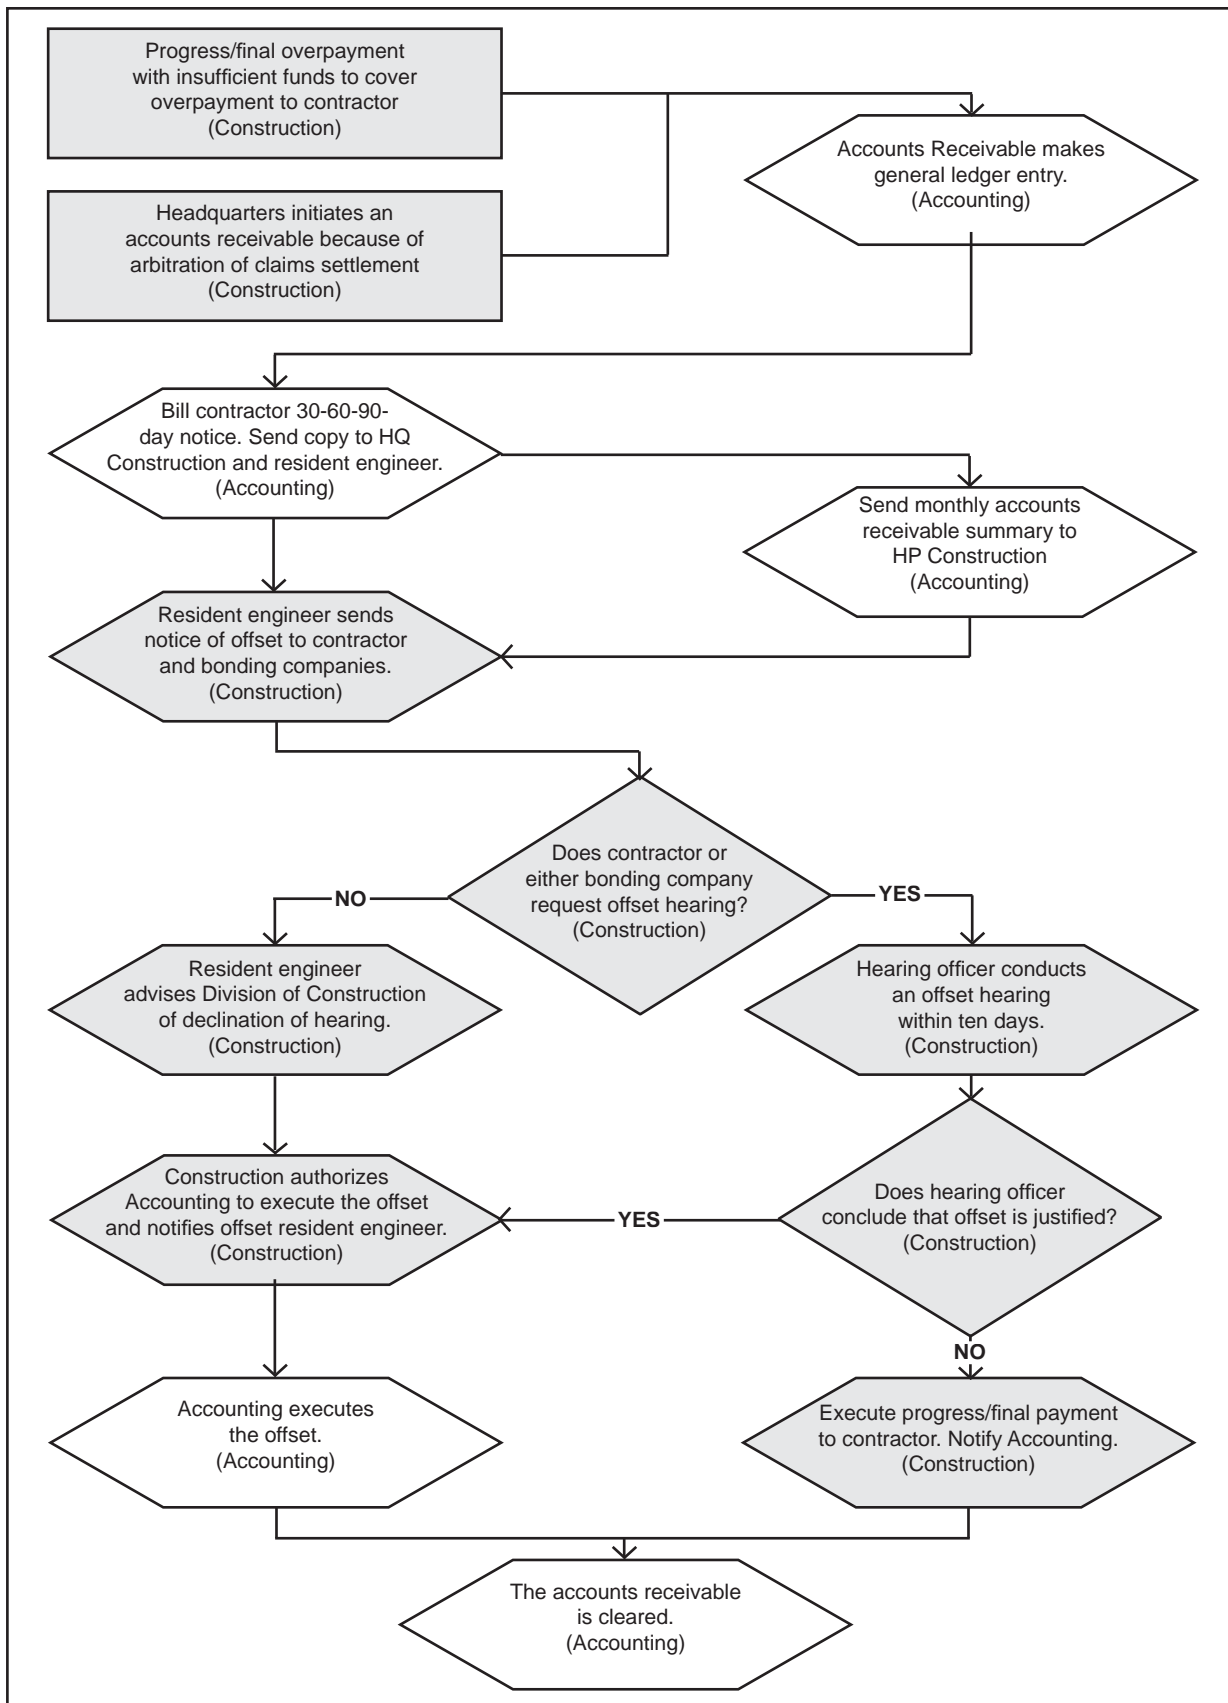 Progress/final overpayment
with insufficient funds to cover
overpayment to contractor
(Construction)
Accounts Receivable makes
general ledger entry.
(Accounting)
Headquarters initiates an
accounts receivable because of
arbitration of claims settlement
(Construction)
Bill contractor 30-60-90-
day notice. Send copy to HQ
Construction and resident engineer.
(Accounting)
Send monthly accounts
receivable summary to
HP Construction
(Accounting)
Resident engineer sends
notice of offset to contractor
and bonding companies.
(Construction)
Does contractor or
either bonding company
request offset hearing?
(Construction)
NO
YES
Resident engineer
advises Division of Construction
of declination of hearing.
(Construction)
Hearing officer conducts
an offset hearing
within ten days.
(Construction)
Construction authorizes
Accounting to execute the offset
and notifies offset resident engineer.
(Construction)
YES
Does hearing officer
conclude that offset is justified?
(Construction)
NO
Accounting executes
the offset.
(Accounting)
Execute progress/final payment
to contractor. Notify Accounting.
(Construction)
The accounts receivable
is cleared.
(Accounting)